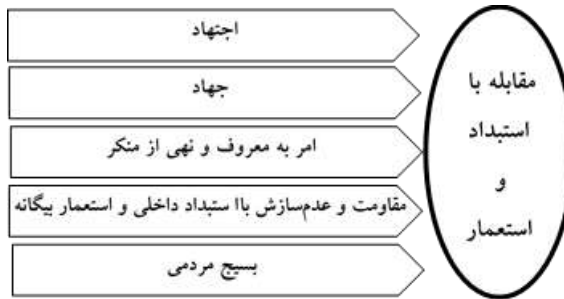 اجتهاد
جهاد
امر به معروف و نهی از منکر
مقاومت و عدم‌سازش باا ستبداد داخلی و استعمار بیگانه
بسیج مردمی
مقابله با
استبداد
و
استعمار